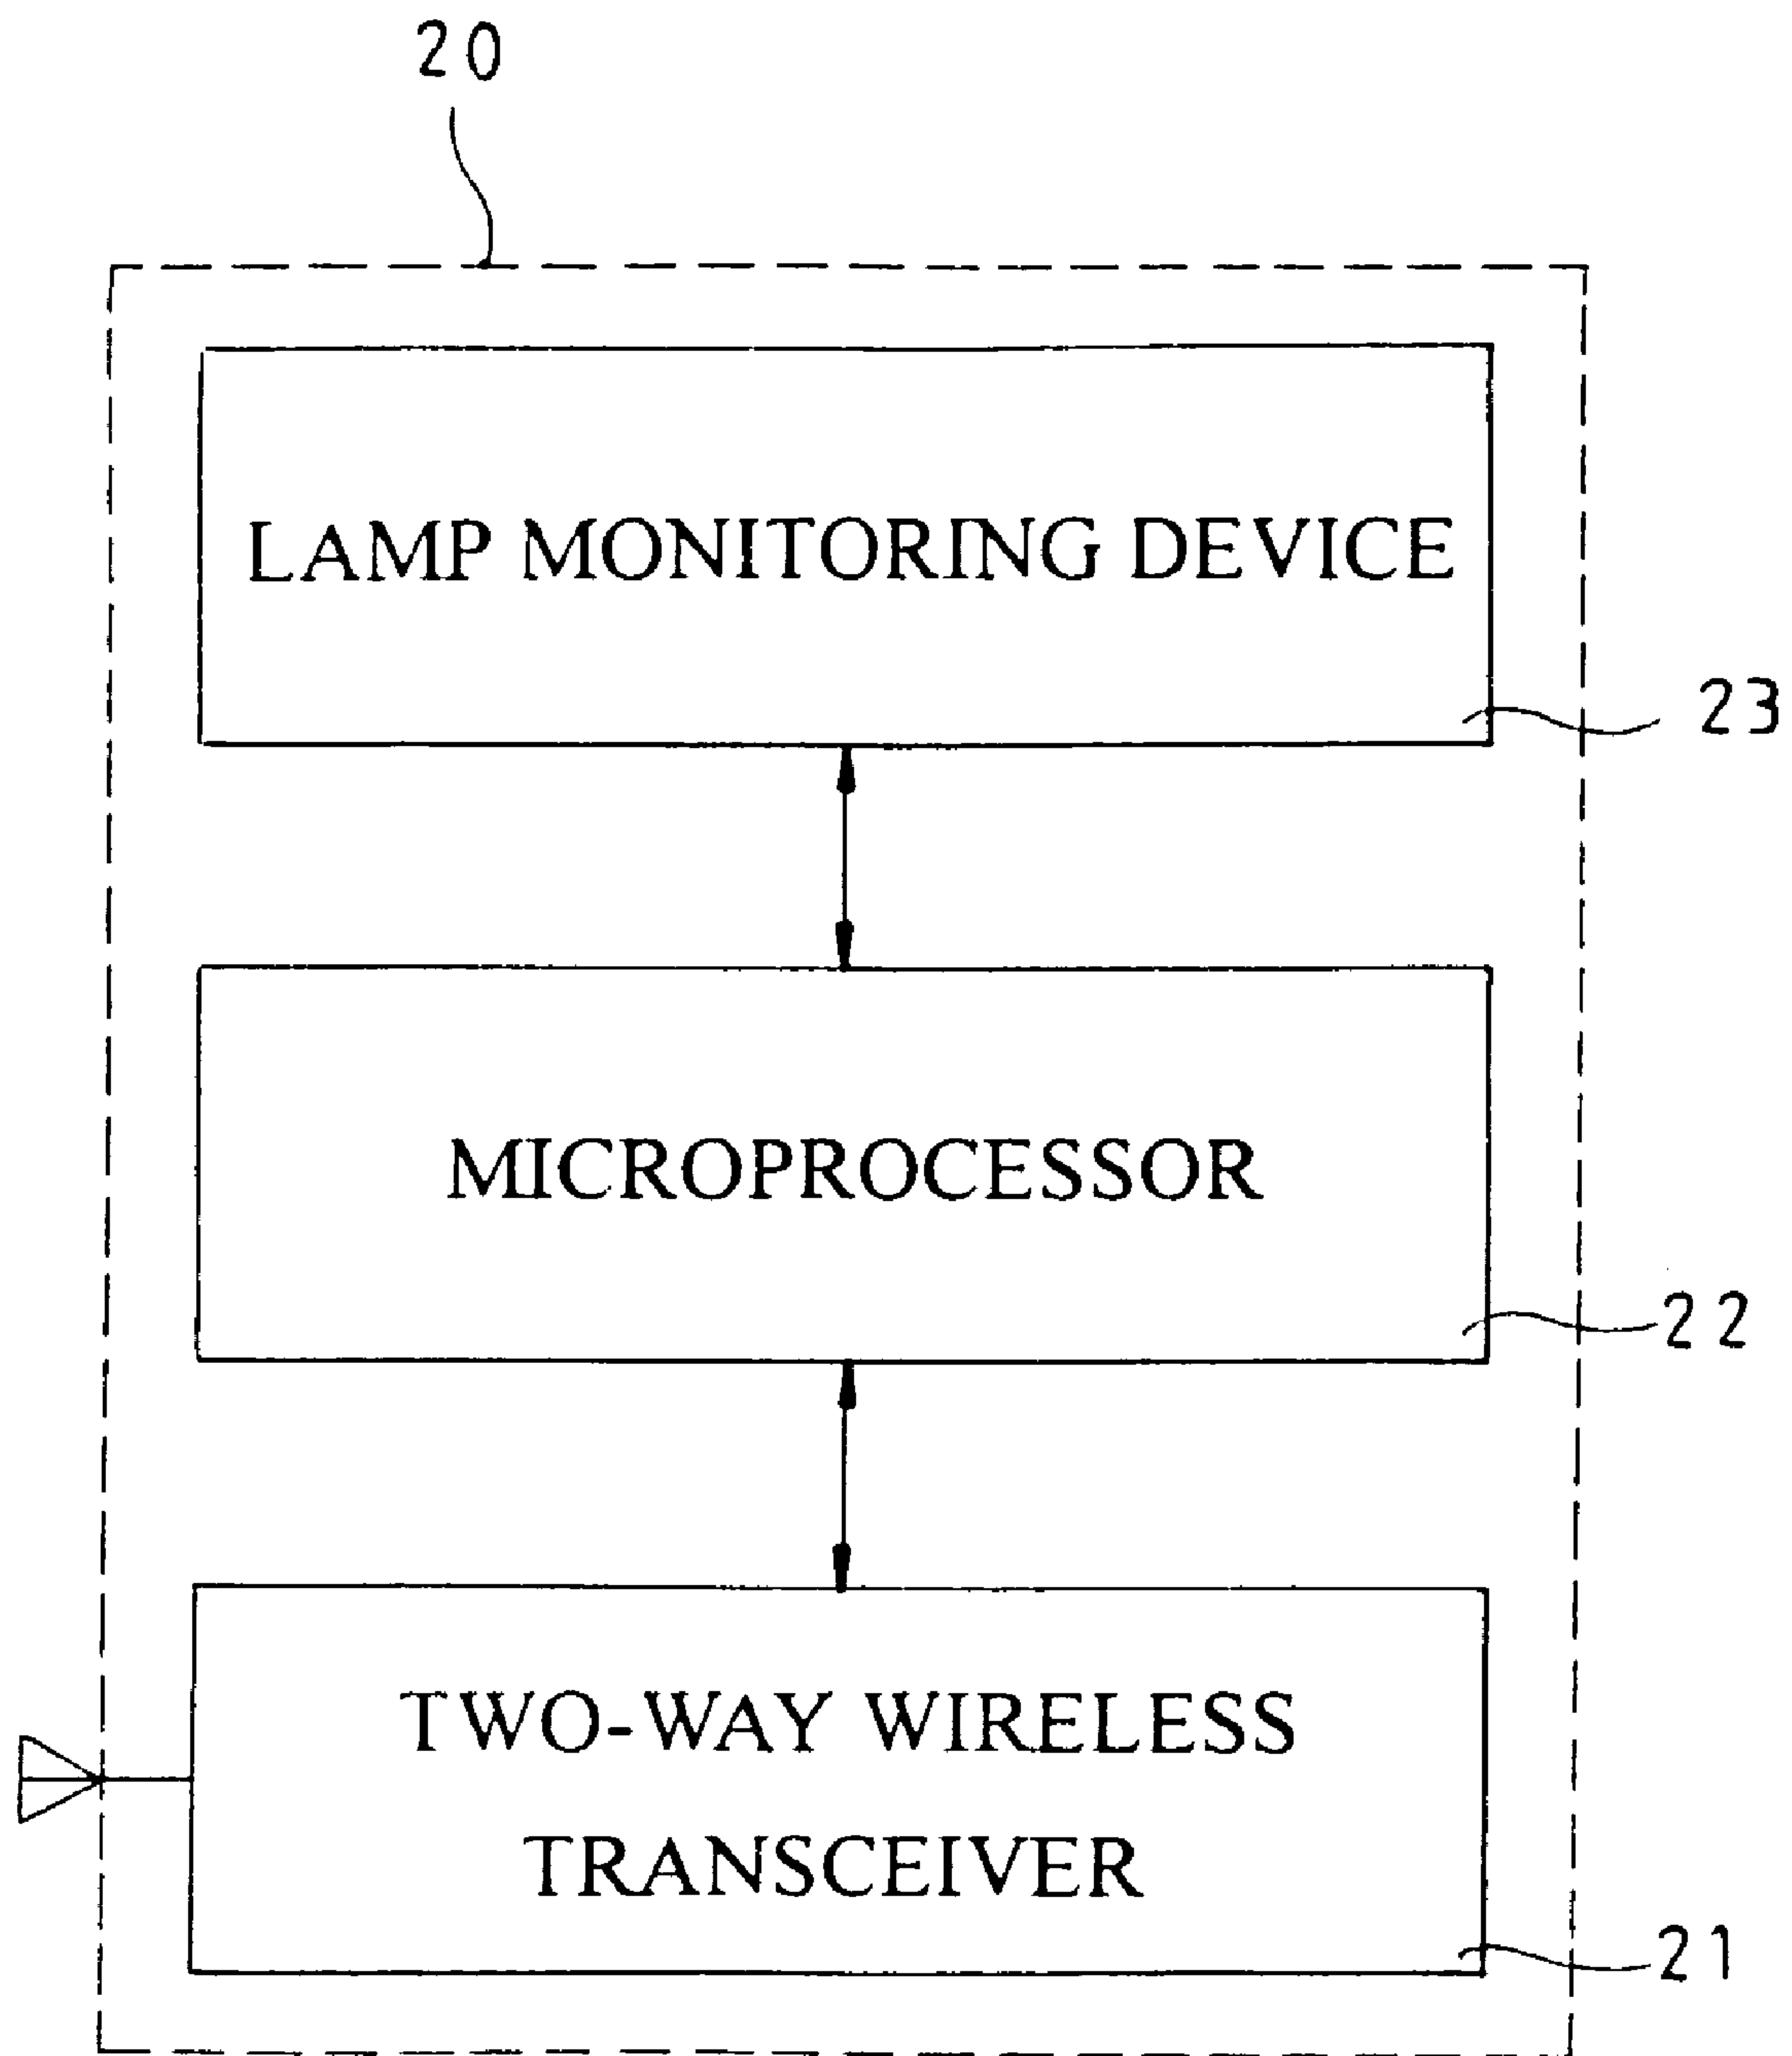 20
LAMP MONITORING DEVICE
23
MICROPROCESSOR
22
TWO-WAY WIRELESS
TRANSCEIVER
21